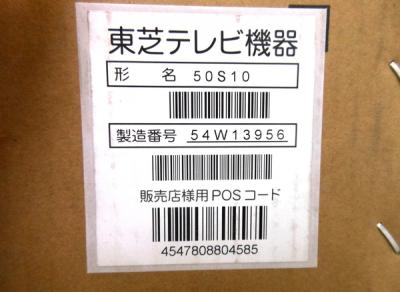 東芝テレビ機器
形 名 50S10
製造番号 54W13956
販売店様用POSコード
4547808804585